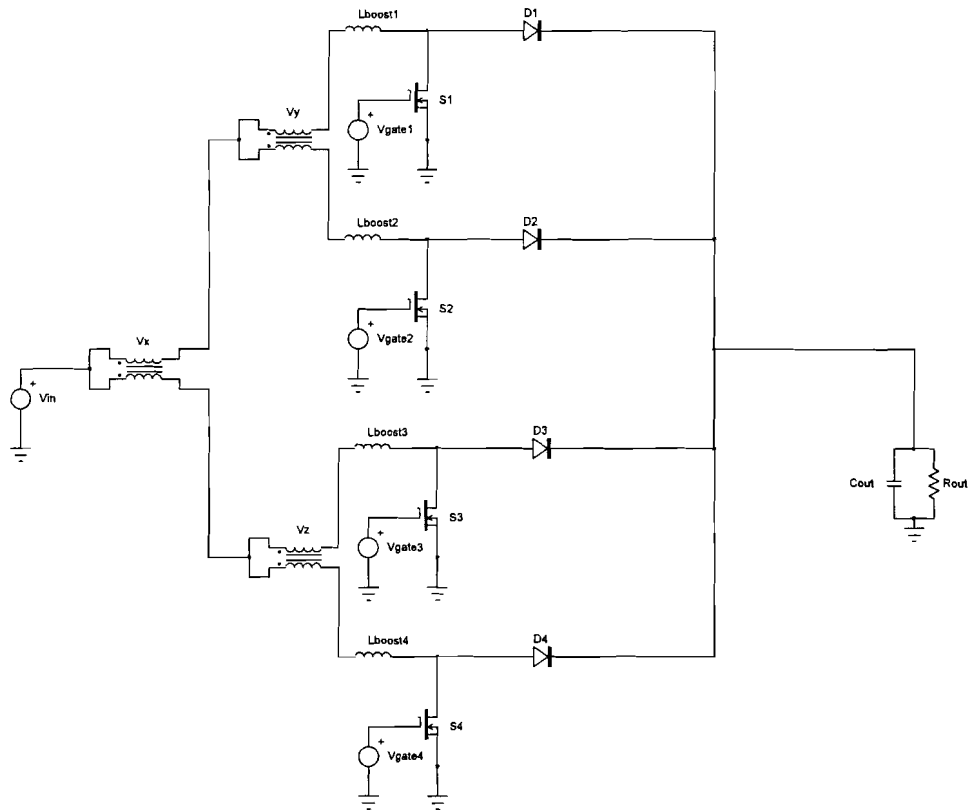 Lboost1
D1
S1
Vy
+
Vgate1
Lboost2
D2
S2
+
Vgate2
Vx
+
Vin
Lboost3
D3
Cout
Rout
S3
Vz
+
Vgate3
Lboost4
D4
S4
+
Vgate4